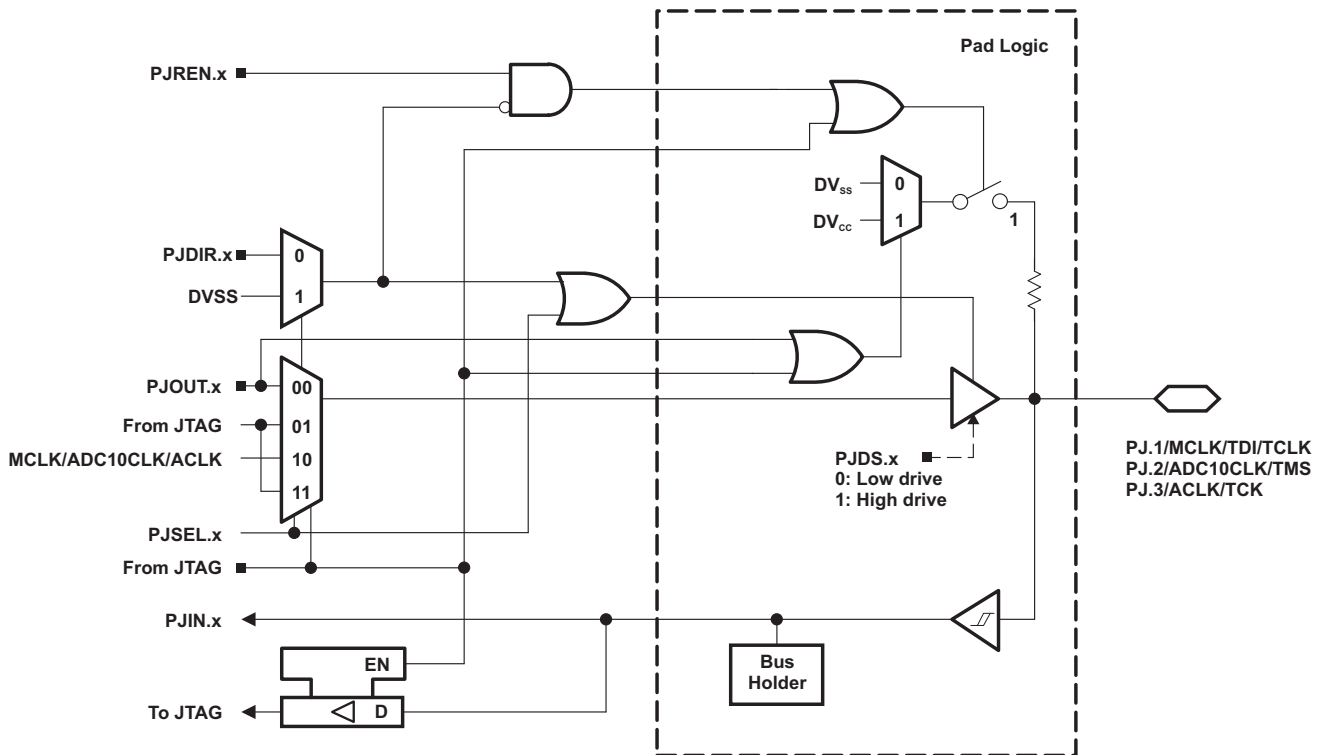 Pad Logic
PJREN.x
DVss
0
DVcc
1
1
PJDIR.x
0
DVSS
1
PJOUT.x
00
From JTAG
01
MCLK/ADC10CLK/ACLK
10
11
PJDS.x
0: Low drive
1: High drive
PJ.1/MCLK/TDI/TCLK
PJ.2/ADC10CLK/TMS
PJ.3/ACLK/TCK
PJSEL.x
From JTAG
PJIN.x
Bus
Holder
EN
To JTAG
D